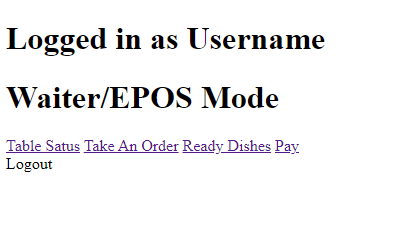 Logged in as Username
Waiter/EPOS Mode
Table Satus Take An Order Ready Dishes Pay
Logout